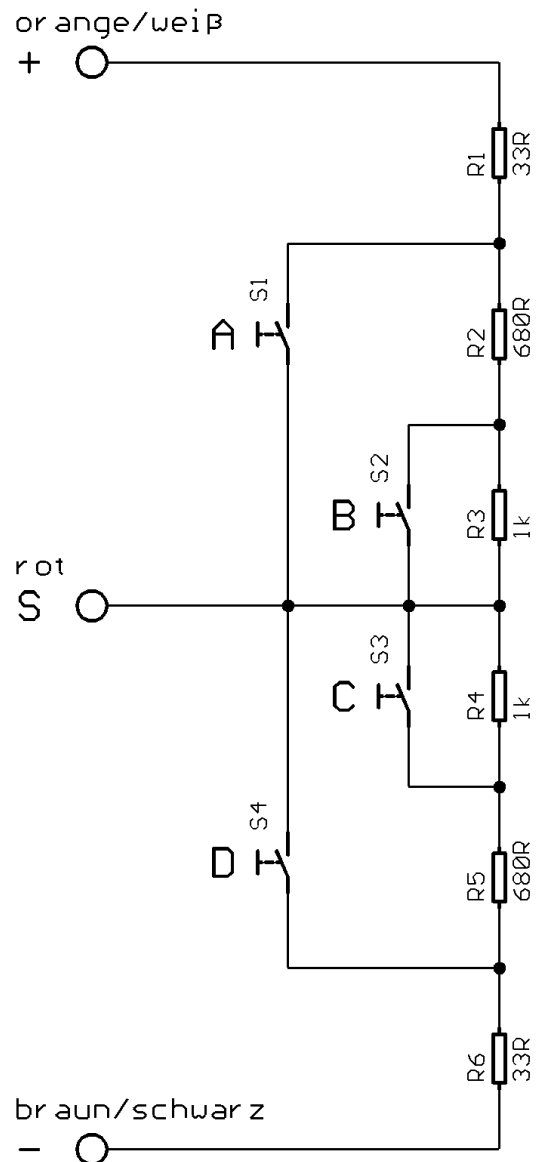 orange/weiβ
+
R1 33R
S1
A
R2 680R
S2
B
R3 1k
rot
S
S3
C
R4 1k
S4
D
R5 680R
R6 33R
braun/schwarz
-